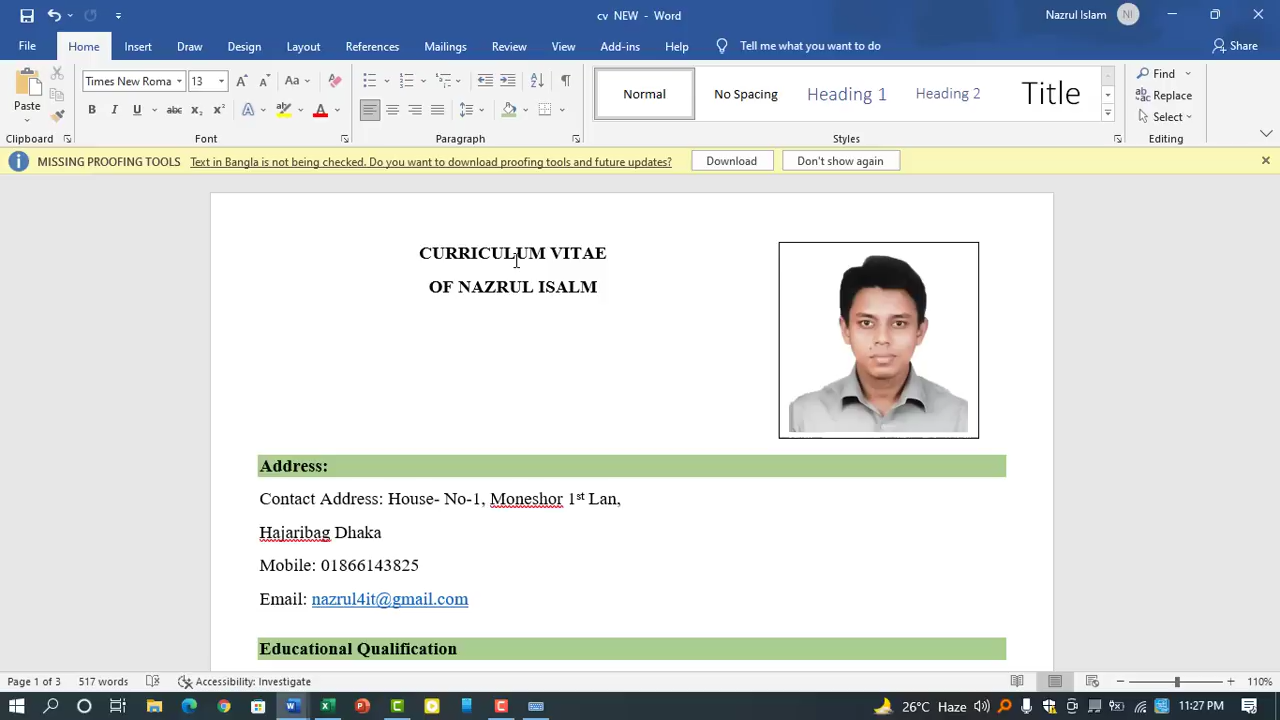 cv NEW - Word
Nazrul Islam NI
File Home Insert Draw Design Layout References Mailings Review View Add-ins Help Tell me what you want to do Share
Paste
Times New Roma 13
Normal
No Spacing
Heading 1
Heading 2
Title
Find
Replace
Select
Clipboard Font Paragraph Styles Editing
MISSING PROOFING TOOLS Text in Bangla is not being checked. Do you want to download proofing tools and future updates? Download Don't show again
CURRICULUM VITAE
OF NAZRUL ISALM
Address:
Contact Address: House- No-1, Moneshor 1st Lan,
Hajaribag Dhaka
Mobile: 01866143825
Email: nazrul4it@gmail.com
Educational Qualification
Page 1 of 3 517 words Accessibility: Investigate 110%
26°C Haze 11:27 PM